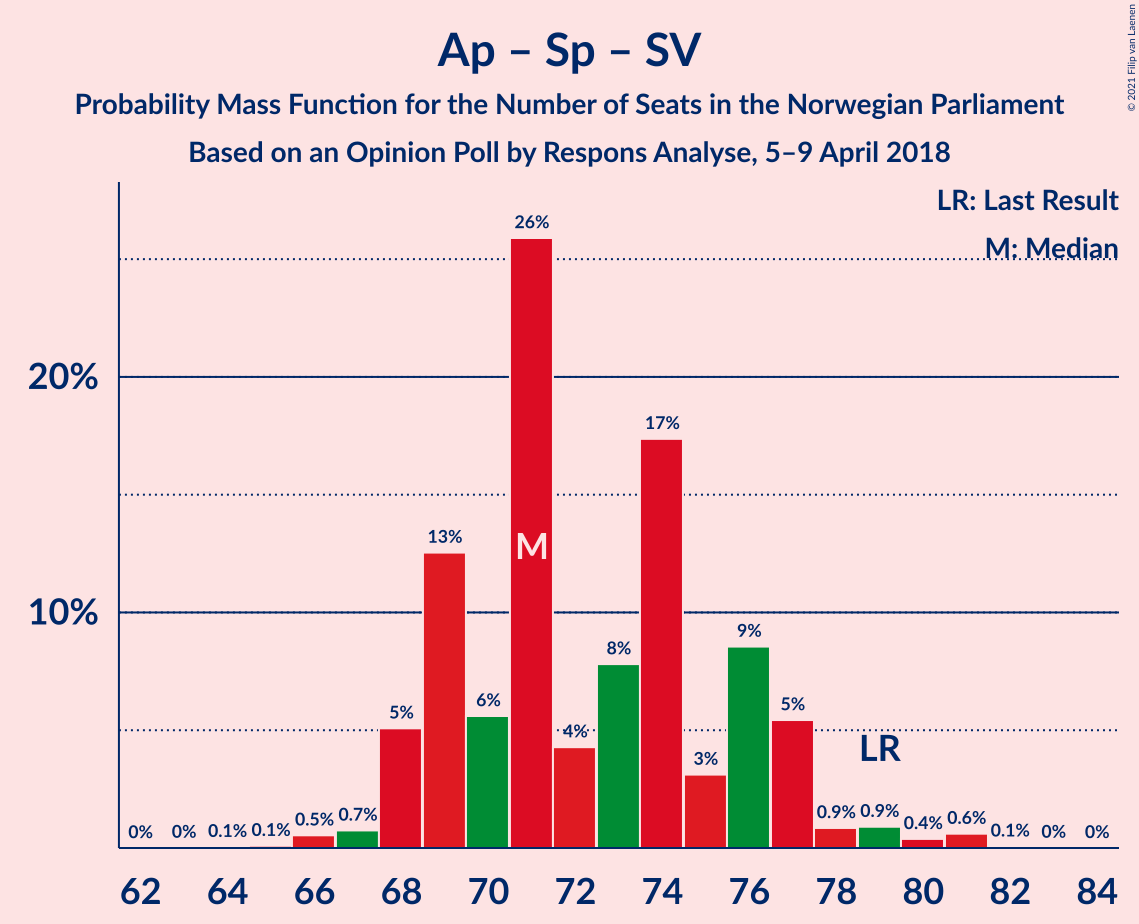 Ap – Sp – SV
Probability Mass Function for the Number of Seats in the Norwegian Parliament
Based on an Opinion Poll by Respons Analyse, 5–9 April 2018
© 2021 Filip van Laenen
LR: Last Result
M: Median
20%
10%
0% 0% 0.1% 0.1% 0.5% 0.7% 5% 13% 6% 26% 4% 8% 17% 3% 9% 5% 0.9% 0.9% 0.4% 0.6% 0.1% 0% 0%
M
LR
62 64 66 68 70 72 74 76 78 80 82 84